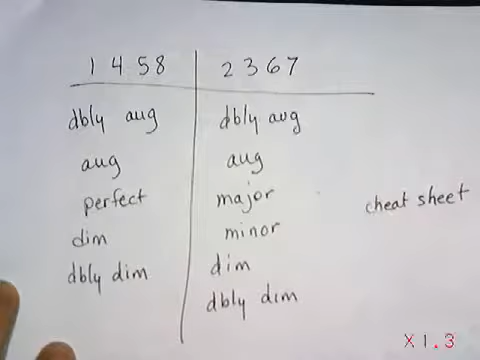 1 4 5 8
dbly aug
aug
perfect
dim
dbly dim
2 3 6 7
dbly aug
aug
major
minor
dim
dbly dim
cheat sheet
X1.3